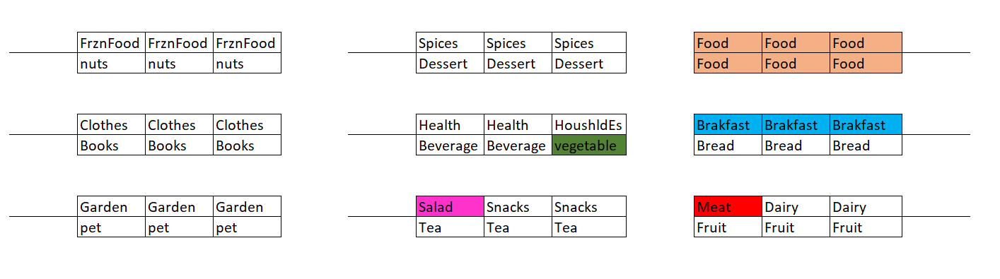 FrznFood FrznFood FrznFood Spices Spices Spices Food Food Food
nuts nuts nuts Dessert Dessert Dessert Food Food Food
Clothes Clothes Clothes Health Health HoushldEs Brakfast Brakfast Brakfast
Books Books Books Beverage Beverage vegetable Bread Bread Bread
Garden Garden Garden Salad Snacks Snacks Meat Dairy Dairy
pet pet pet Tea Tea Tea Fruit Fruit Fruit